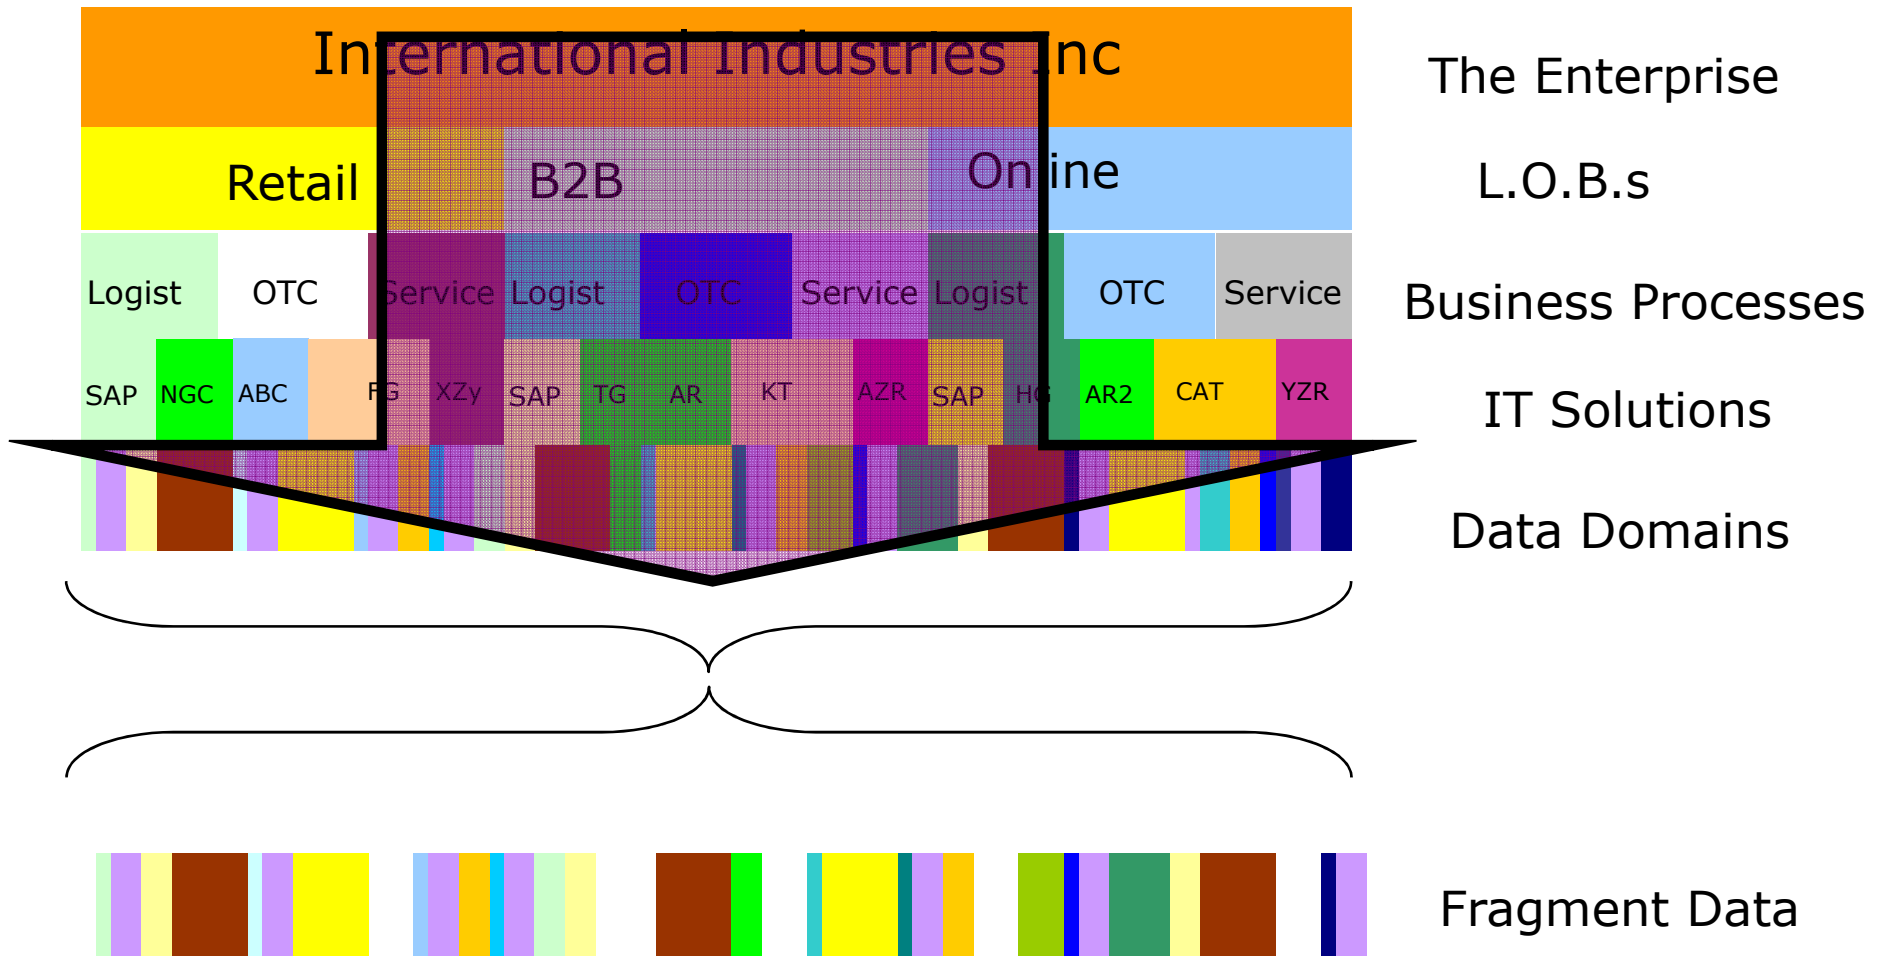 International Industries Inc
The Enterprise
Retail B2B Online
L.O.B.s
Logist OTC Service Logist OTC Service Logist OTC Service
Business Processes
SAP NGC ABC FG XZy SAP TG AR KT AZR SAP HG AR2 CAT YZR
IT Solutions
Data Domains
Fragment Data